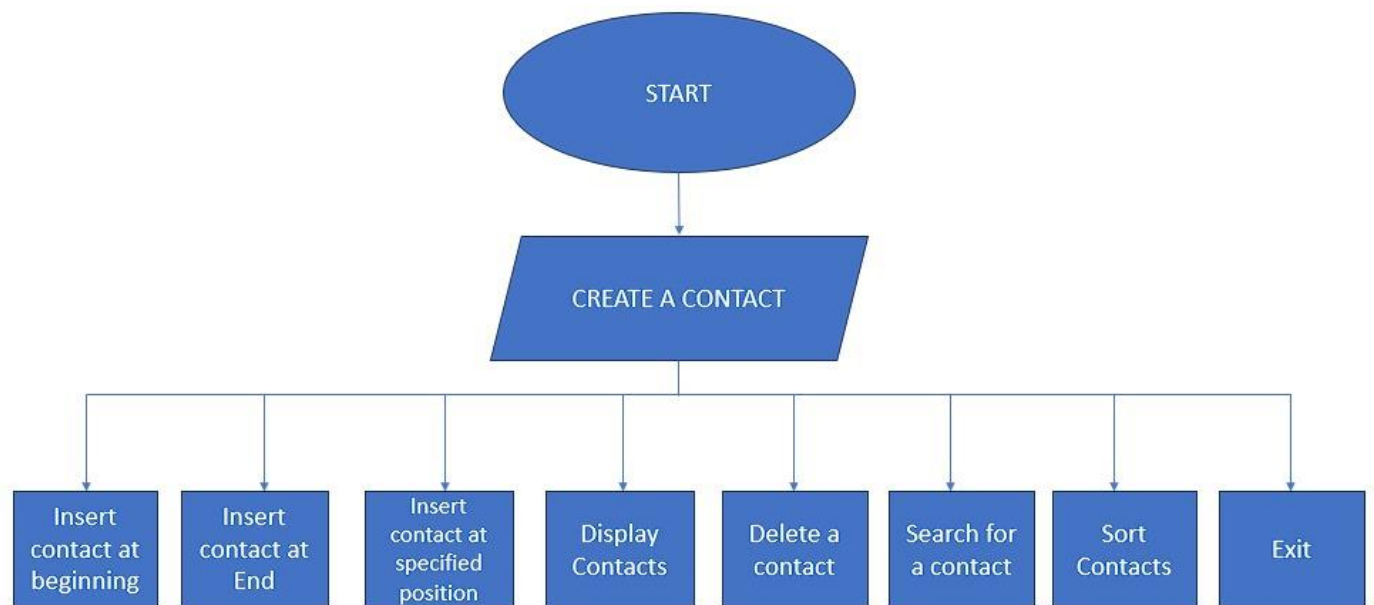 START
CREATE A CONTACT
Insert
contact at
beginning
Insert
contact at
End
Insert
contact at
specified
position
Display
Contacts
Delete a
contact
Search for
a contact
Sort
Contacts
Exit